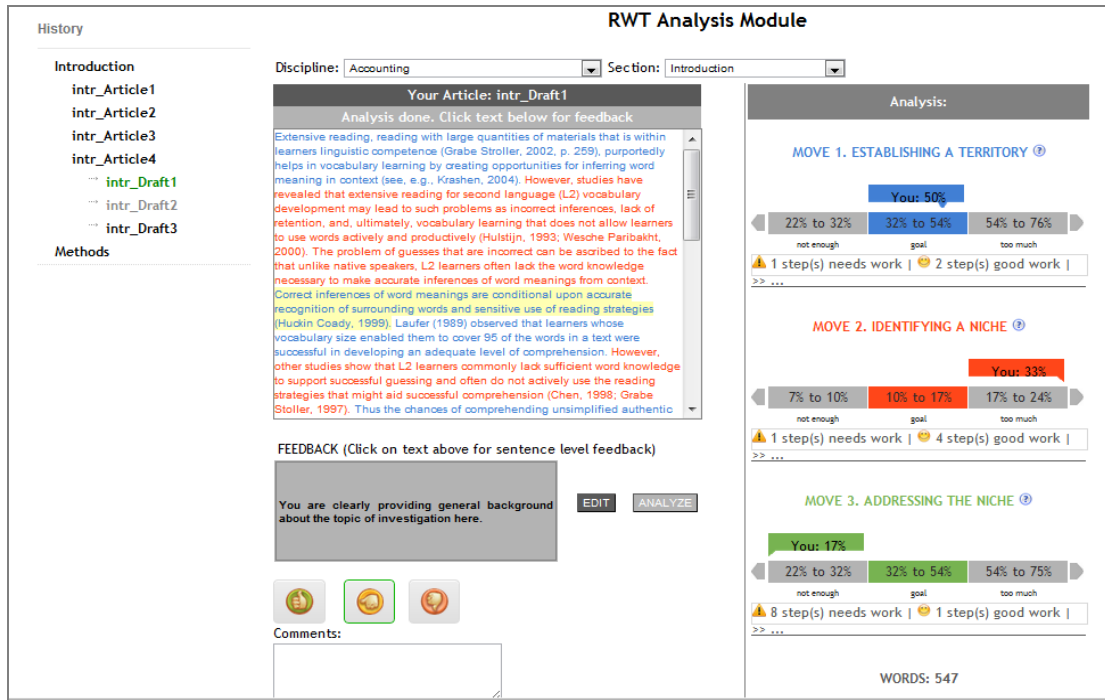 RWT Analysis Module
History
Introduction
intr_Article1
intr_Article2
intr_Article3
intr_Article4
intr_Draft1
intr_Draft2
intr_Draft3
Methods
Discipline: Accounting Section: Introduction
Your Article: intr_Draft1
Analysis done. Click text below for feedback
Extensive reading, reading with large quantities of materials that is within
learners linguistic competence (Grabe Stroller, 2002, p. 259), purportedly
helps in vocabulary learning by creating opportunities for inferring word
meaning in context (see, e.g., Krashen, 2004). However, studies have
revealed that extensive reading for second language (L2) vocabulary
development may lead to such problems as incorrect inferences, lack of
retention, and, ultimately, vocabulary learning that does not allow learners
to use words actively and productively (Hulstijn, 1993; Wesche Paribakht,
2000). The problem of guesses that are incorrect can be ascribed to the fact
that unlike native speakers, L2 learners often lack the word knowledge
necessary to make accurate inferences of word meanings from context.
Correct inferences of word meanings are conditional upon accurate
recognition of surrounding words and sensitive use of reading strategies
(Huckin Coady, 1999). Laufer (1989) observed that learners whose
vocabulary size enabled them to cover 95 of the words in a text were
successful in developing an adequate level of comprehension. However,
other studies show that L2 learners commonly lack sufficient word knowledge
to support successful guessing and often do not actively use the reading
strategies that might aid successful comprehension (Chen, 1998; Grabe
Stoller, 1997). Thus the chances of comprehending unsimplified authentic
FEEDBACK (Click on text above for sentence level feedback)
You are clearly providing general background
about the topic of investigation here.
EDIT
ANALYZE
Comments:
Analysis:
MOVE 1. ESTABLISHING A TERRITORY ?
You: 50%
22% to 32% 32% to 54% 54% to 76%
not enough goal too much
1 step(s) needs work | 2 step(s) good work |
>> ...
MOVE 2. IDENTIFYING A NICHE ?
You: 33%
7% to 10% 10% to 17% 17% to 24%
not enough goal too much
1 step(s) needs work | 4 step(s) good work |
>> ...
MOVE 3. ADDRESSING THE NICHE ?
You: 17%
22% to 32% 32% to 54% 54% to 75%
not enough goal too much
8 step(s) needs work | 1 step(s) good work |
>> ...
WORDS: 547